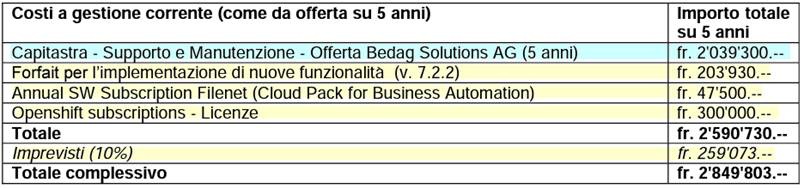 Costi a gestione corrente (come da offerta su 5 anni) Importo totale
su 5 anni
Capitastra - Supporto e Manutenzione - Offerta Bedag Solutions AG (5 anni) fr. 2'039'300.--
Forfait per l'implementazione di nuove funzionalità (v. 7.2.2) fr. 203'930.--
Annual SW Subscription Filenet (Cloud Pack for Business Automation) fr. 47'500.--
Openshift subscriptions - Licenze fr. 300'000.--
Totale fr. 2'590'730.--
Imprevisti (10%) fr. 259'073.--
Totale complessivo fr. 2'849'803.--